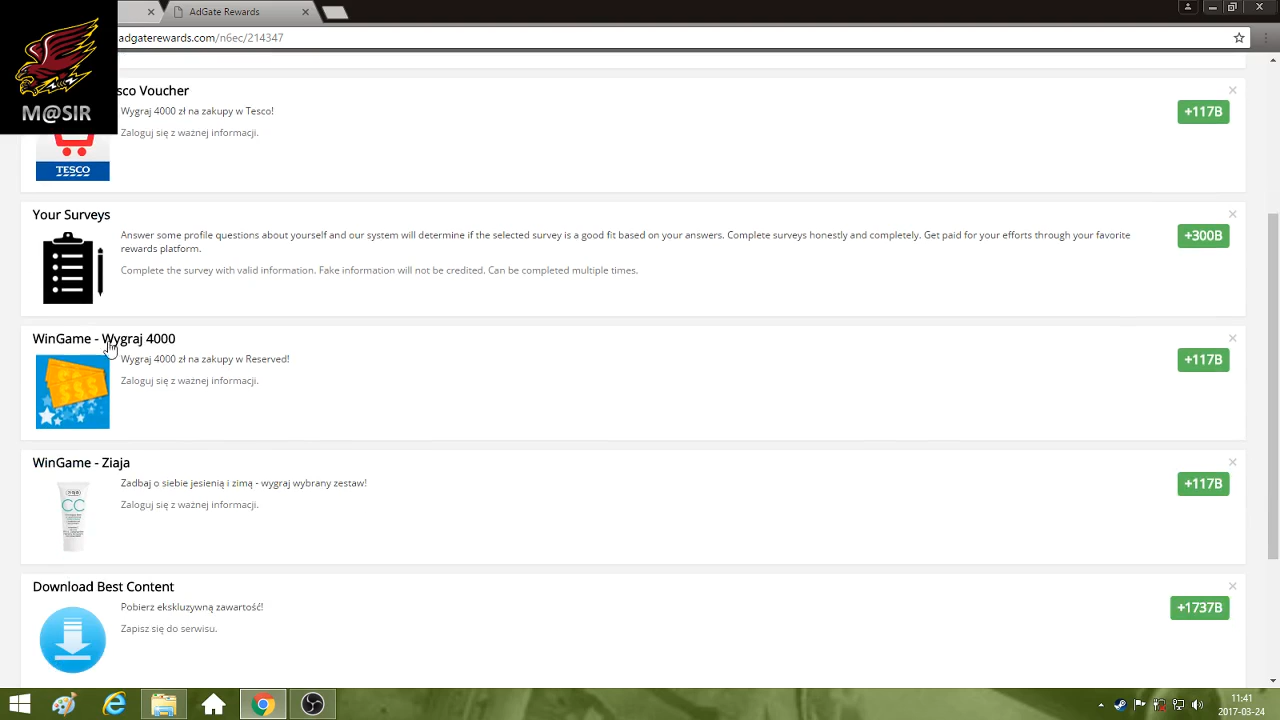 AdGate Rewards
adgaterewards.com/n6ec/214347
M@SIR
sco Voucher
Wygraj 4000 zł na zakupy w Tesco!
+117B
Zaloguj się z ważnej informacji.
TESCO
Your Surveys
Answer some profile questions about yourself and our system will determine if the selected survey is a good fit based on your answers. Complete surveys honestly and completely. Get paid for your efforts through your favorite
rewards platform.
+300B
Complete the survey with valid information. Fake information will not be credited. Can be completed multiple times.
WinGame - Wygraj 4000
Wygraj 4000 zł na zakupy w Reserved!
+117B
Zaloguj się z ważnej informacji.
WinGame - Ziaja
Zadbaj o siebie jesienią i zimą - wygraj wybrany zestaw!
+117B
Zaloguj się z ważnej informacji.
CC
Download Best Content
Pobierz ekskluzywną zawartość!
+1737B
Zapisz się do serwisu.
11:41
2017-03-24